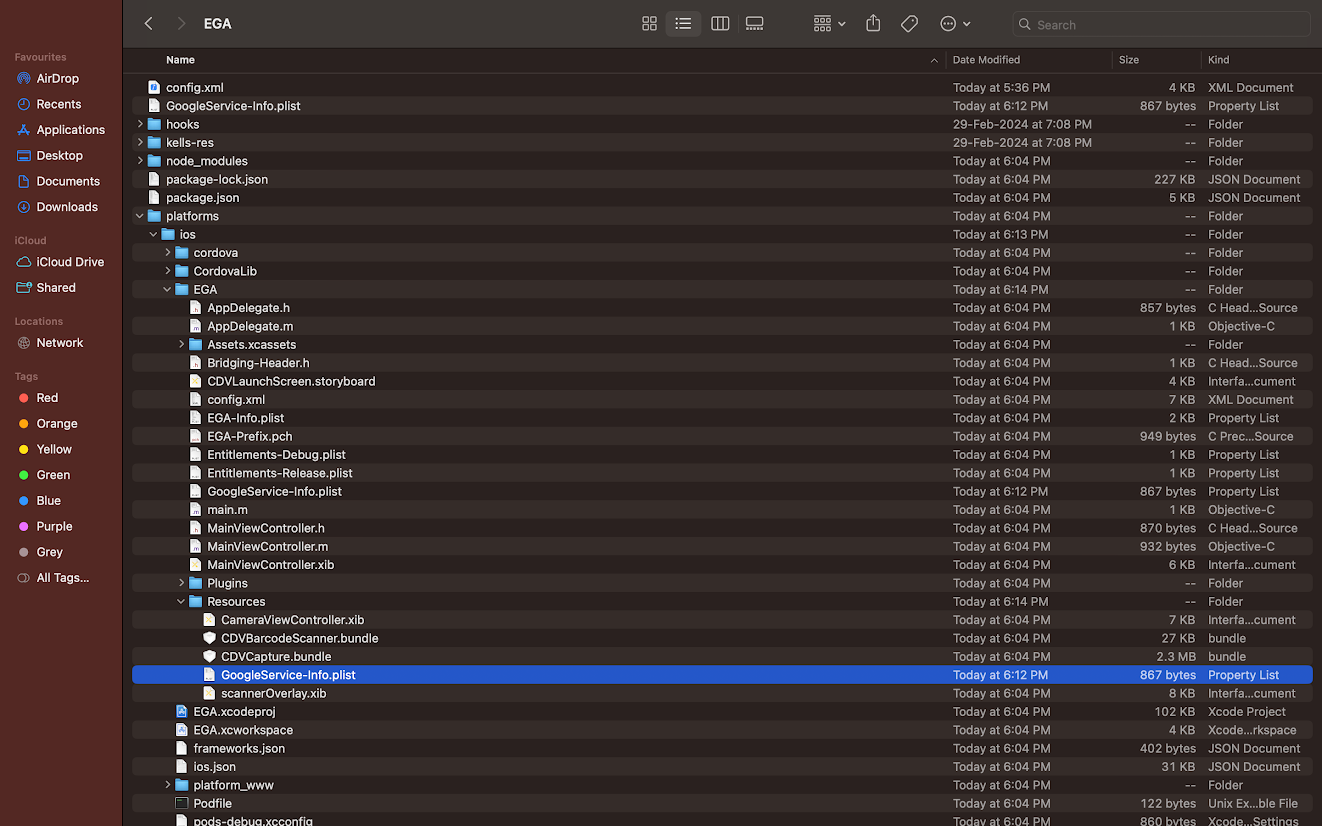 EGA
Search
Favourites
AirDrop
Recents
Applications
Desktop
Documents
Downloads
iCloud
iCloud Drive
Shared
Locations
Network
Tags
Red
Orange
Yellow
Green
Blue
Purple
Grey
All Tags...
Name Date Modified Size Kind
config.xml Today at 5:36 PM 4 KB XML Document
GoogleService-Info.plist Today at 6:12 PM 867 bytes Property List
hooks 29-Feb-2024 at 7:08 PM -- Folder
kells-res 29-Feb-2024 at 7:08 PM -- Folder
node_modules Today at 6:04 PM -- Folder
package-lock.json Today at 6:04 PM 227 KB JSON Document
package.json Today at 6:04 PM 5 KB JSON Document
platforms Today at 6:04 PM -- Folder
ios Today at 6:13 PM -- Folder
cordova Today at 6:04 PM -- Folder
CordovaLib Today at 6:04 PM -- Folder
EGA Today at 6:14 PM -- Folder
AppDelegate.h Today at 6:04 PM 857 bytes C Head...Source
AppDelegate.m Today at 6:04 PM 1 KB Objective-C
Assets.xcassets Today at 6:04 PM -- Folder
Bridging-Header.h Today at 6:04 PM 1 KB C Head...Source
CDVLaunchScreen.storyboard Today at 6:04 PM 4 KB Interfa...cument
config.xml Today at 6:04 PM 7 KB XML Document
EGA-Info.plist Today at 6:04 PM 2 KB Property List
EGA-Prefix.pch Today at 6:04 PM 949 bytes C Prec...Source
Entitlements-Debug.plist Today at 6:04 PM 1 KB Property List
Entitlements-Release.plist Today at 6:04 PM 1 KB Property List
GoogleService-Info.plist Today at 6:12 PM 867 bytes Property List
main.m Today at 6:04 PM 1 KB Objective-C
MainViewController.h Today at 6:04 PM 870 bytes C Head...Source
MainViewController.m Today at 6:04 PM 932 bytes Objective-C
MainViewController.xib Today at 6:04 PM 6 KB Interfa...cument
Plugins Today at 6:04 PM -- Folder
Resources Today at 6:14 PM -- Folder
CameraViewController.xib Today at 6:04 PM 7 KB Interfa...cument
CDVBarcodeScanner.bundle Today at 6:04 PM 27 KB bundle
CDVCapture.bundle Today at 6:04 PM 2.3 MB bundle
GoogleService-Info.plist Today at 6:12 PM 867 bytes Property List
scannerOverlay.xib Today at 6:04 PM 8 KB Interfa...cument
EGA.xcodeproj Today at 6:04 PM 102 KB Xcode Project
EGA.xcworkspace Today at 6:04 PM 4 KB Xcode...rkspace
frameworks.json Today at 6:04 PM 402 bytes JSON Document
ios.json Today at 6:04 PM 31 KB JSON Document
platform_www Today at 6:04 PM -- Folder
Podfile Today at 6:04 PM 122 bytes Unix Ex...ble File
pods-debug.xcconfig Today at 6:04 PM 860 bytes Xcode...Settings